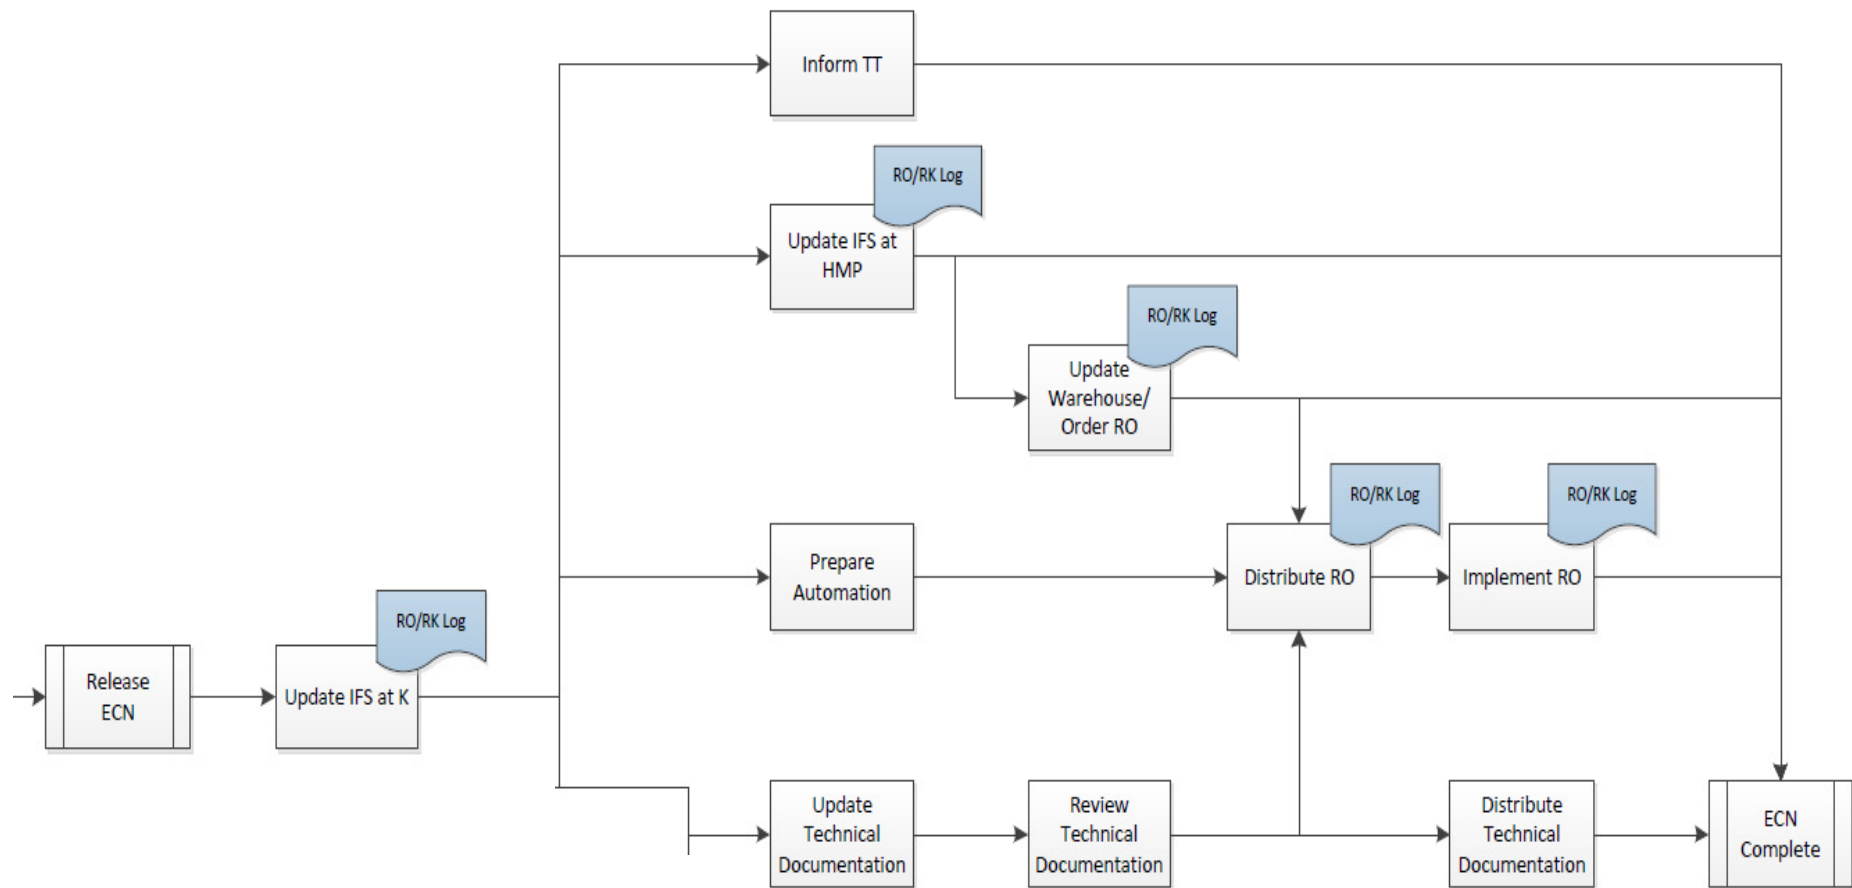 Inform TT
RO/RK Log
Update IFS at
HMP
RO/RK Log
Update
Warehouse/
Order RO
RO/RK Log
RO/RK Log
Prepare
Automation
Distribute RO
Implement RO
RO/RK Log
Release
ECN
Update IFS at K
Update
Technical
Documentation
Review
Technical
Documentation
Distribute
Technical
Documentation
ECN
Complete